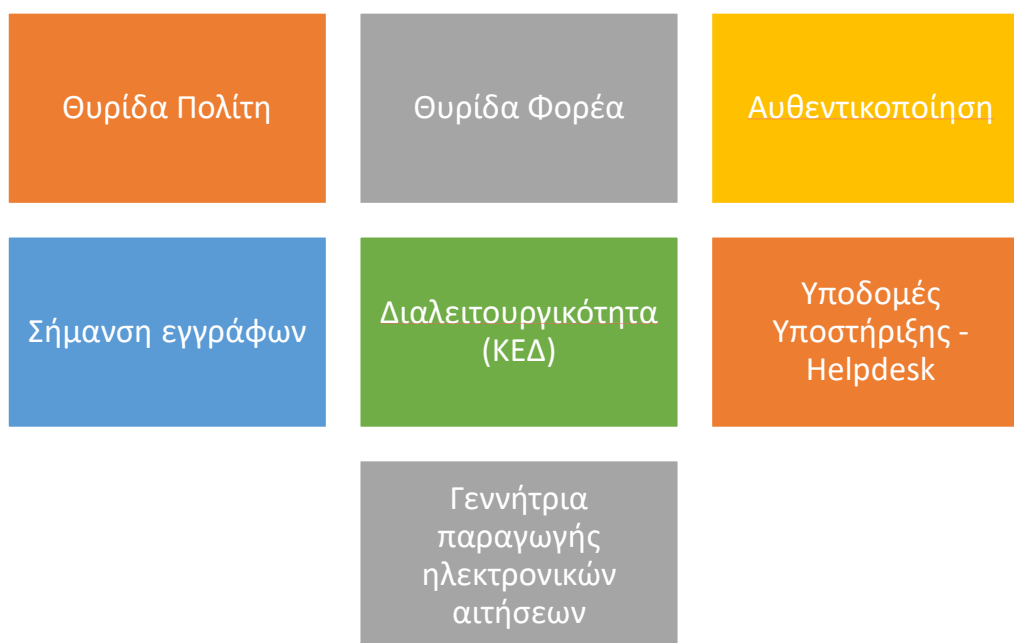 Θυρίδα Πολίτη
Θυρίδα Φορέα
Αυθεντικοποίηση
Σήμανση εγγράφων
Διαλειτουργικότητα
(ΚΕΔ)
Υποδομές
Υποστήριξης -
Helpdesk
Γεννήτρια
παραγωγής
ηλεκτρονικών
αιτήσεων